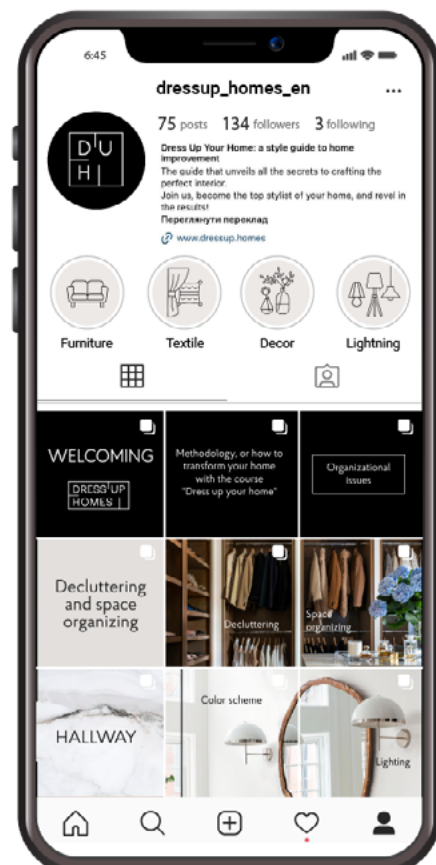 6:45
dressup_homes_en
...
D U
H
75 posts 134 followers 3 following
Dress Up Your Home: a style guide to home
improvement
The guide that unveils all the secrets to crafting the
perfect interior.
Join us, become the top stylist of your home, and revel in
the results!
Переглянути переклад
www.dressup.homes
Furniture
Textile
Decor
Lightning
WELCOMING
DRESS UP
HOMES
Methodology, or how to
transform your home
with the course
"Dress up your home"
Organizational
issues
Decluttering
and space
organizing
Decluttering
Space
organizing
HALLWAY
Color scheme
Lighting